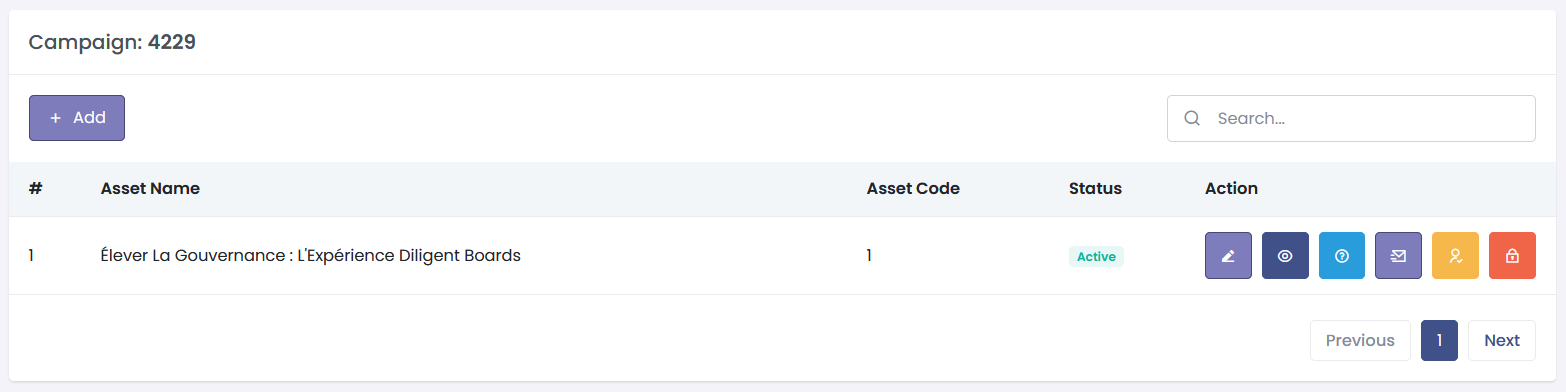 Campaign: 4229
+ Add
Search...
# Asset Name Asset Code Status Action
1 Élever La Gouvernance : L'Expérience Diligent Boards 1 Active
Previous 1 Next